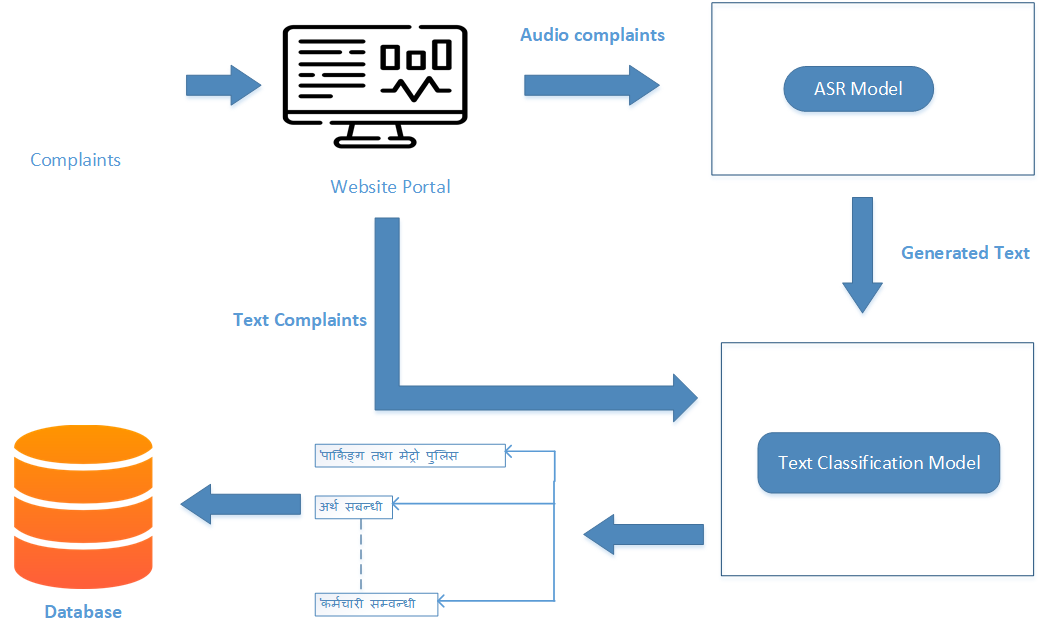 Audio complaints
ASR Model
Complaints
Website Portal
Generated Text
Text Complaints
'पार्किङ्ग तथा मेट्रो पुलिस
Text Classification Model
अर्थ सबन्धी
'कर्मचारी सम्वन्धी
Database